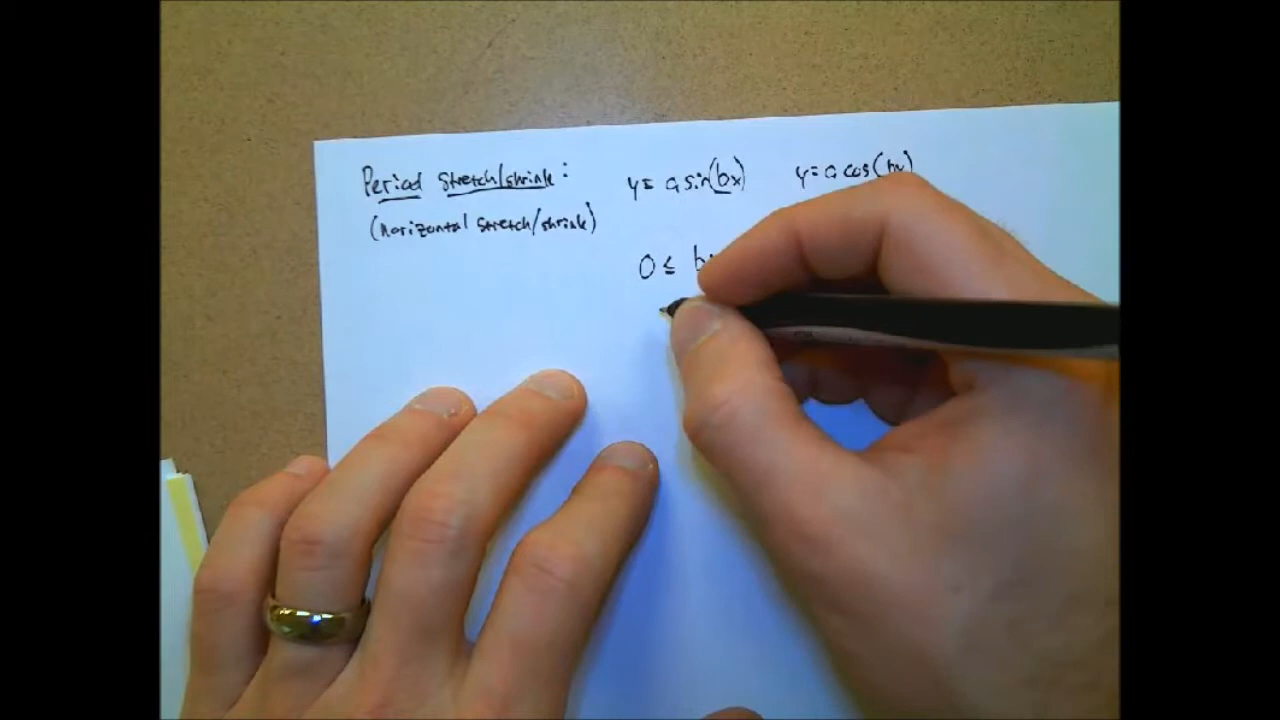 Period Stretch/shrink: y = a sin(bx) y = a cos(bx)
(horizontal stretch/shrink)
0 ≤ b